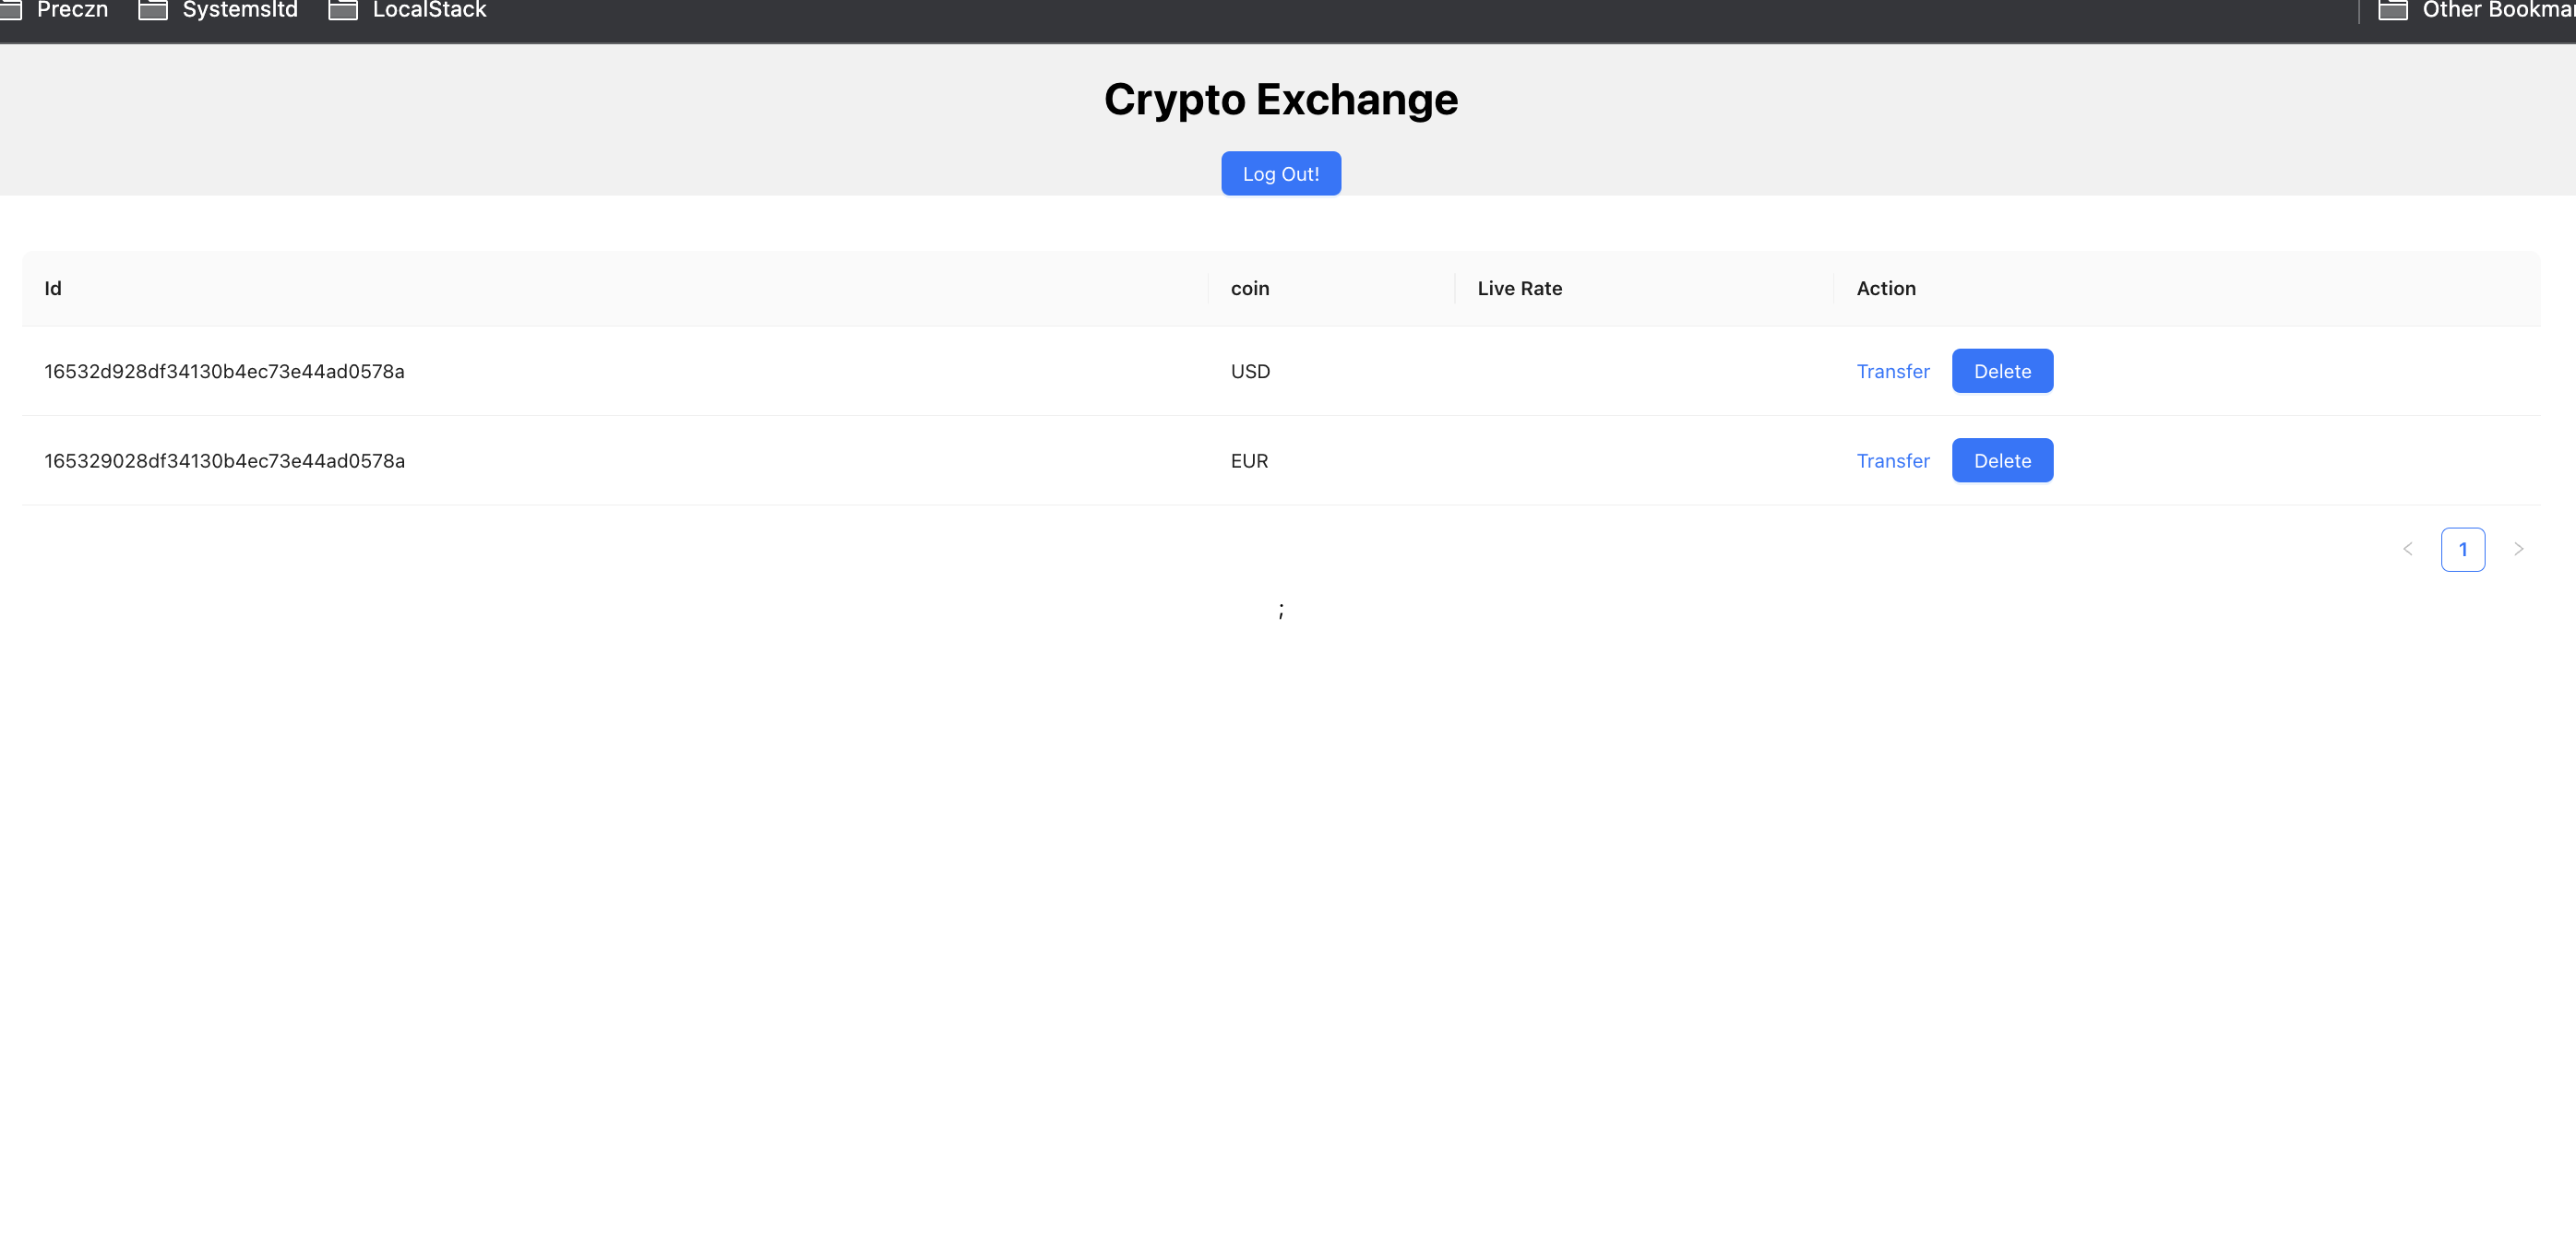 Preczn Systemsltd LocalStack Other Bookmar
Crypto Exchange
Log Out!
Id coin Live Rate Action
16532d928df34130b4ec73e44ad0578a USD Transfer Delete
165329028df34130b4ec73e44ad0578a EUR Transfer Delete
< 1 >
;